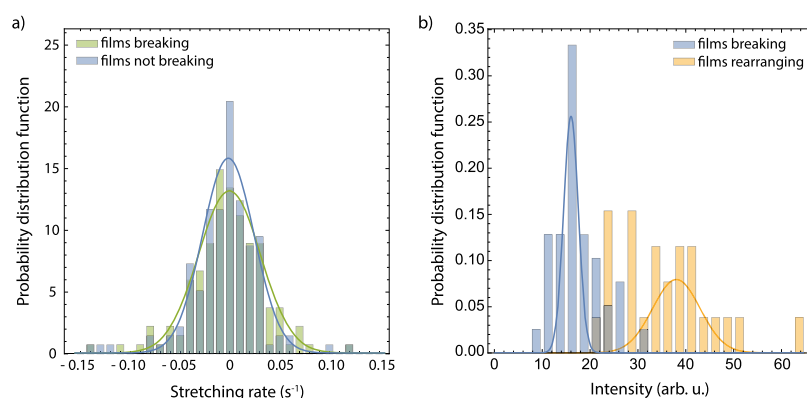 a)
films breaking
films not breaking
Probability distribution function
25
20
15
10
5
0
- 0.15 - 0.10 - 0.05 0 0.05 0.10 0.15
Stretching rate (s⁻¹)
b)
films breaking
films rearranging
Probability distribution function
0.35
0.30
0.25
0.20
0.15
0.10
0.05
0.00
0 10 20 30 40 50 60
Intensity (arb. u.)